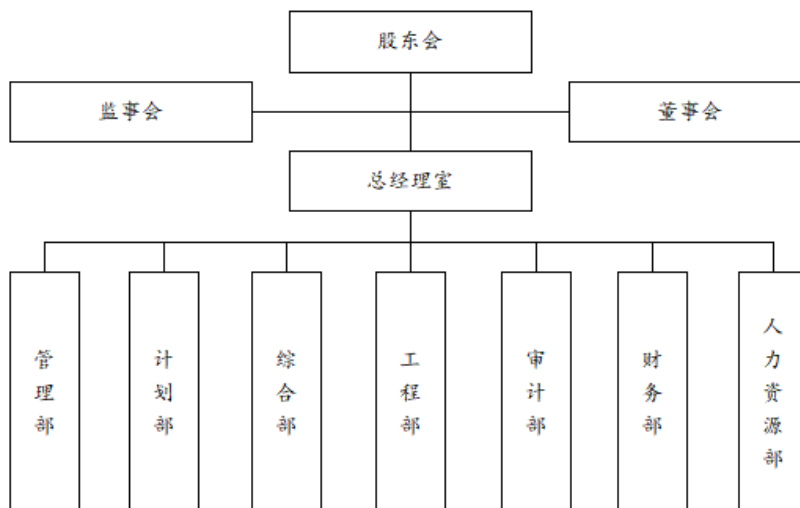 股东会
监事会
董事会
总经理室
管理部
计划部
综合部
工程部
审计部
财务部
人力资源部